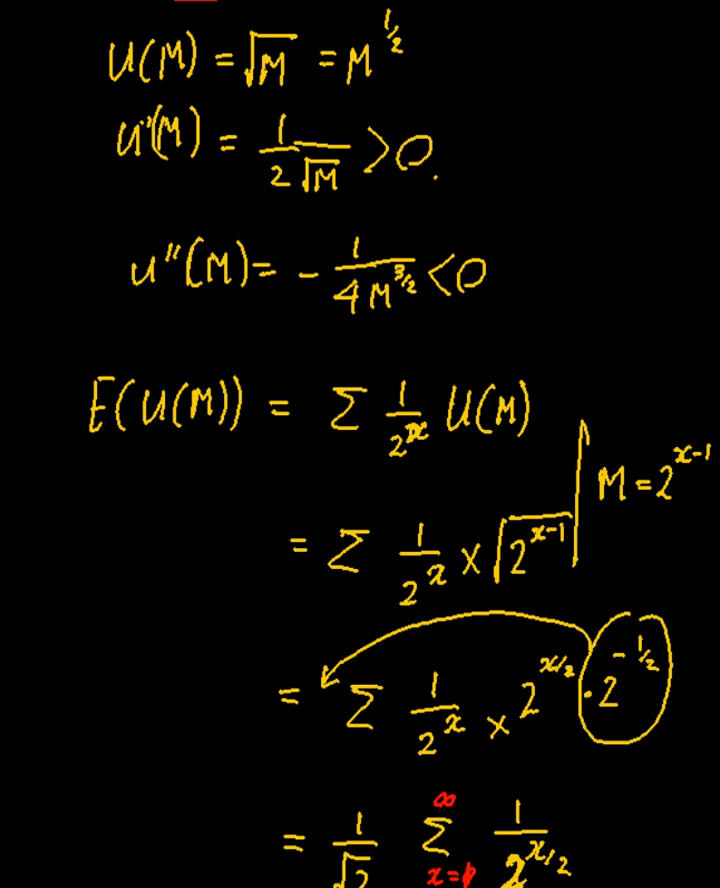 U(M) = √M = M^{1/2}
u'(M) = 1/(2√M) > 0.
u''(M) = - 1/(4M^{3/2}) < 0
E(U(M)) = Σ 1/2^x U(M)
M = 2^{x-1}
= Σ 1/2^x × √(2^{x-1})
= Σ 1/2^x × 2^{x/2} · 2^{-1/2}
= 1/√2 Σ_{x=1}^{∞} 1/2^{x/2}